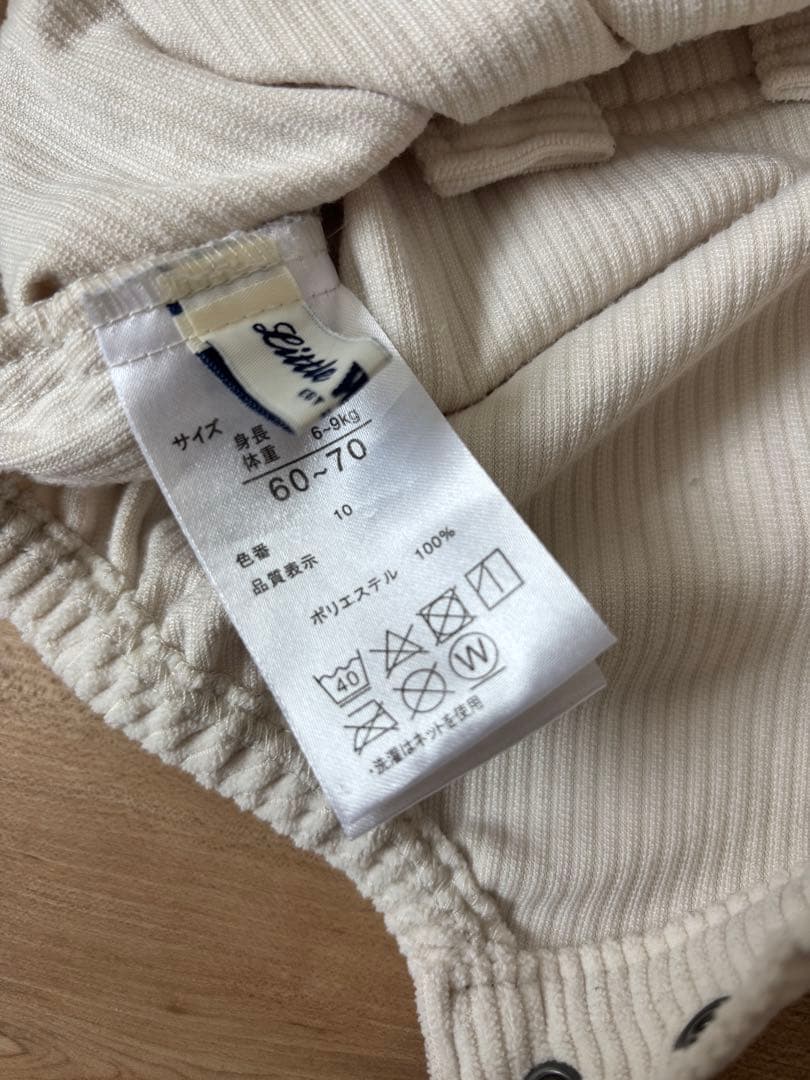 Little
サイズ
身長
体重 6~9kg
60~70
色番 10
品質表示
ポリエステル 100%
40
W
・洗濯はネットを使用